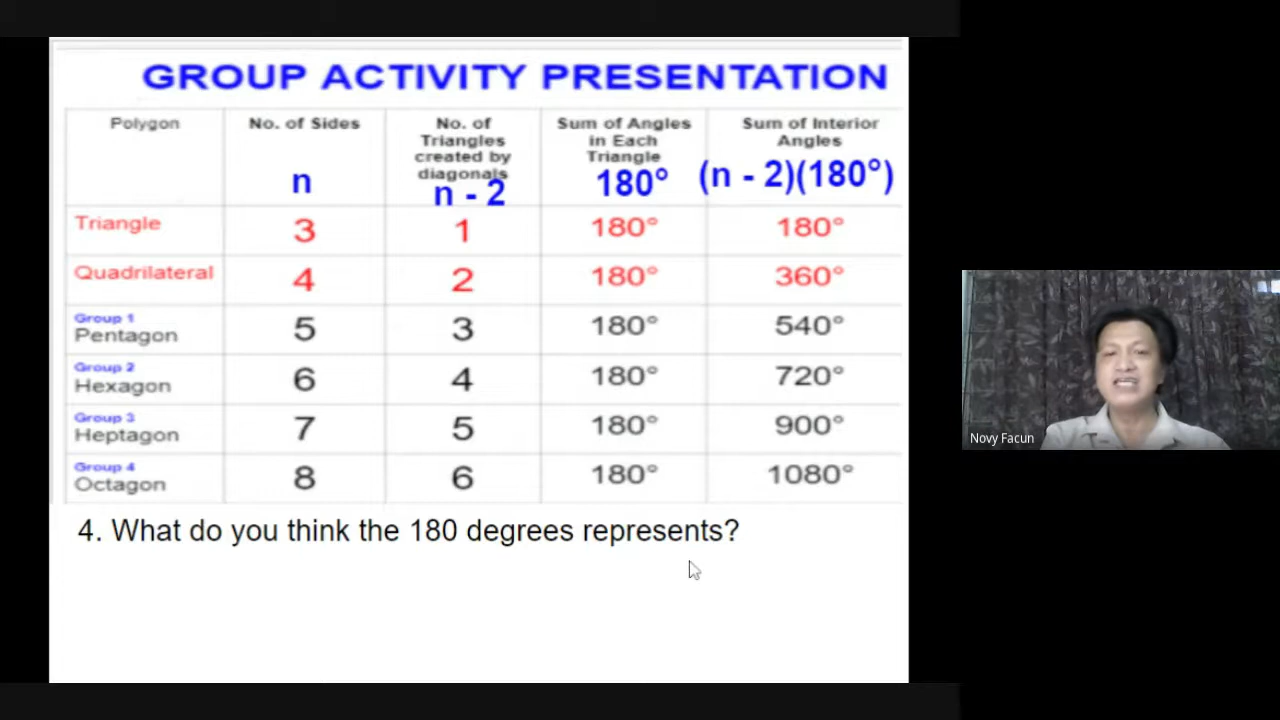 GROUP ACTIVITY PRESENTATION
Polygon
No. of Sides
n
No. of
Triangles
created by
diagonals
n - 2
Sum of Angles
in Each
Triangle
180°
Sum of Interior
Angles
(n - 2)(180°)
Triangle 3 1 180° 180°
Quadrilateral 4 2 180° 360°
Group 1
Pentagon 5 3 180° 540°
Group 2
Hexagon 6 4 180° 720°
Group 3
Heptagon 7 5 180° 900°
Group 4
Octagon 8 6 180° 1080°
4. What do you think the 180 degrees represents?
Novy Facun